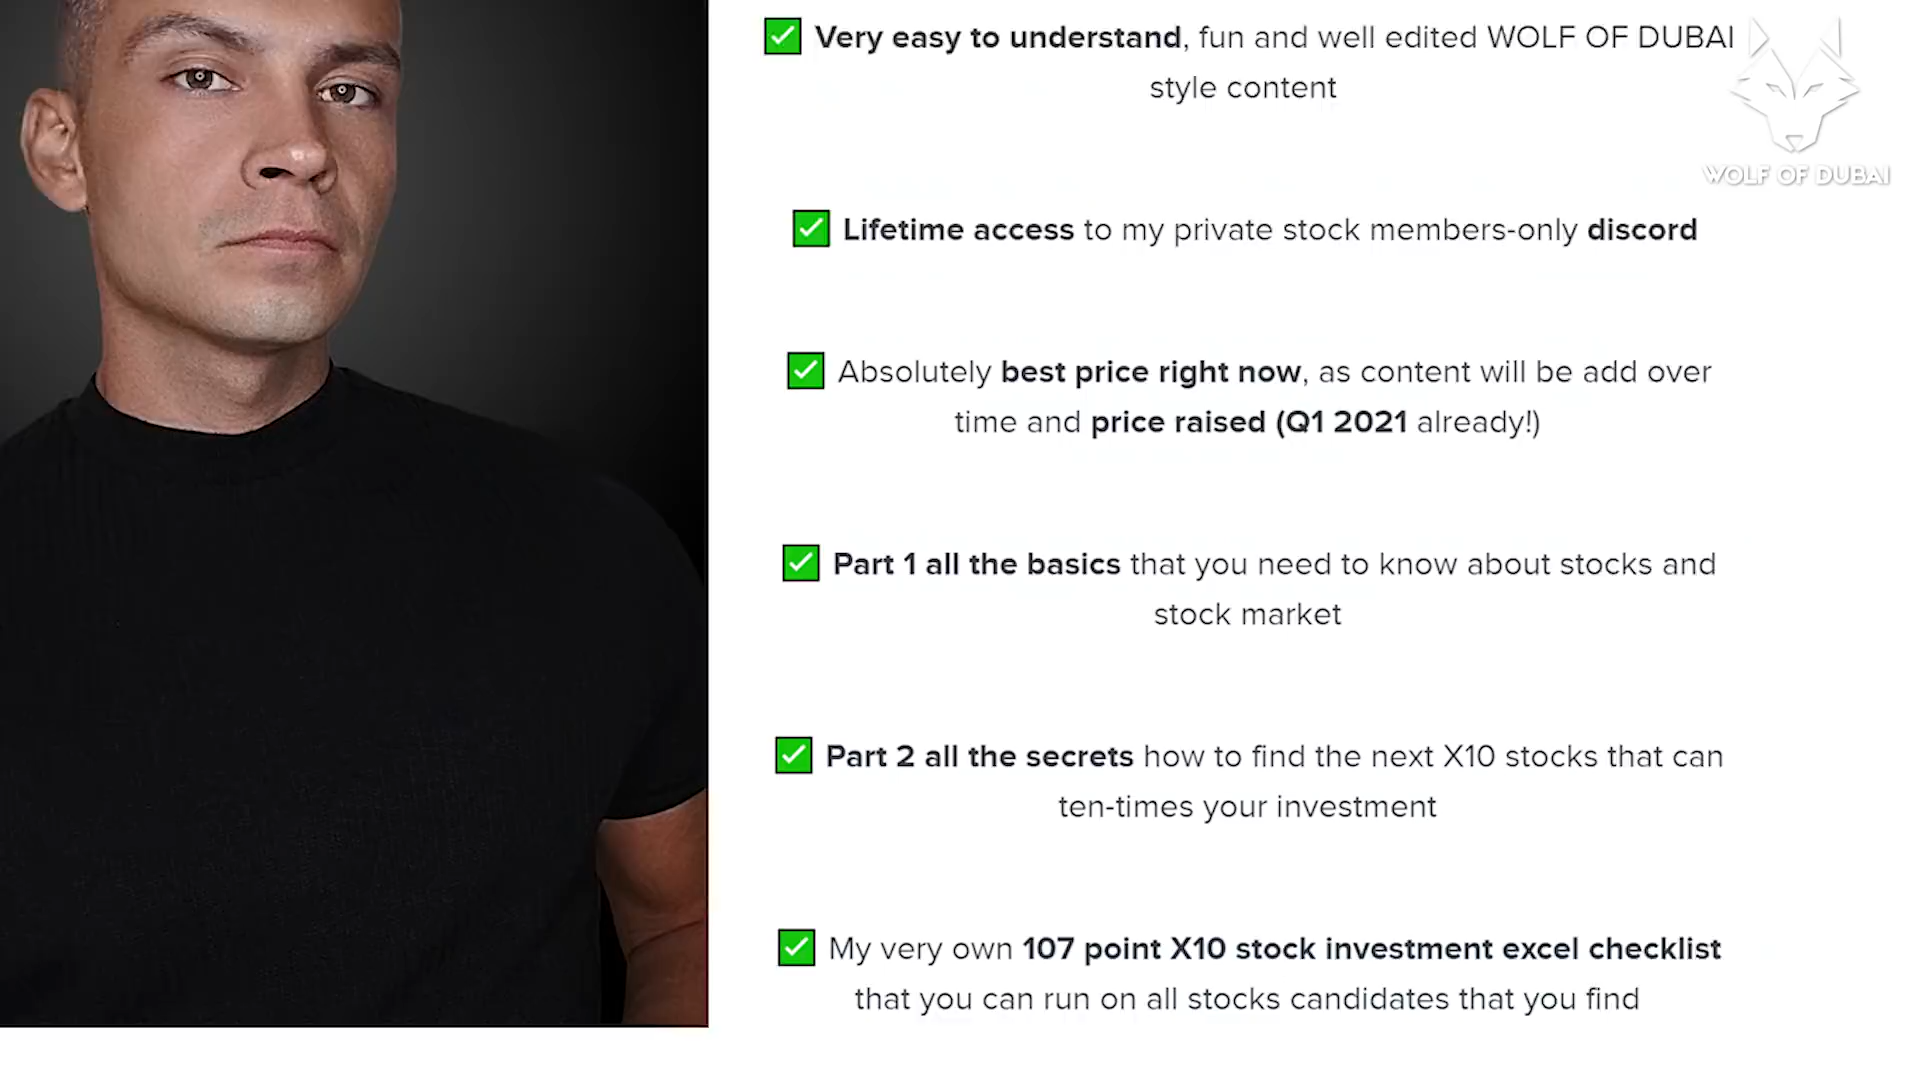 Very easy to understand, fun and well edited WOLF OF DUBAI
style content
WOLF OF DUBAI
Lifetime access to my private stock members-only discord
Absolutely best price right now, as content will be add over
time and price raised (Q1 2021 already!)
Part 1 all the basics that you need to know about stocks and
stock market
Part 2 all the secrets how to find the next X10 stocks that can
ten-times your investment
My very own 107 point X10 stock investment excel checklist
that you can run on all stocks candidates that you find